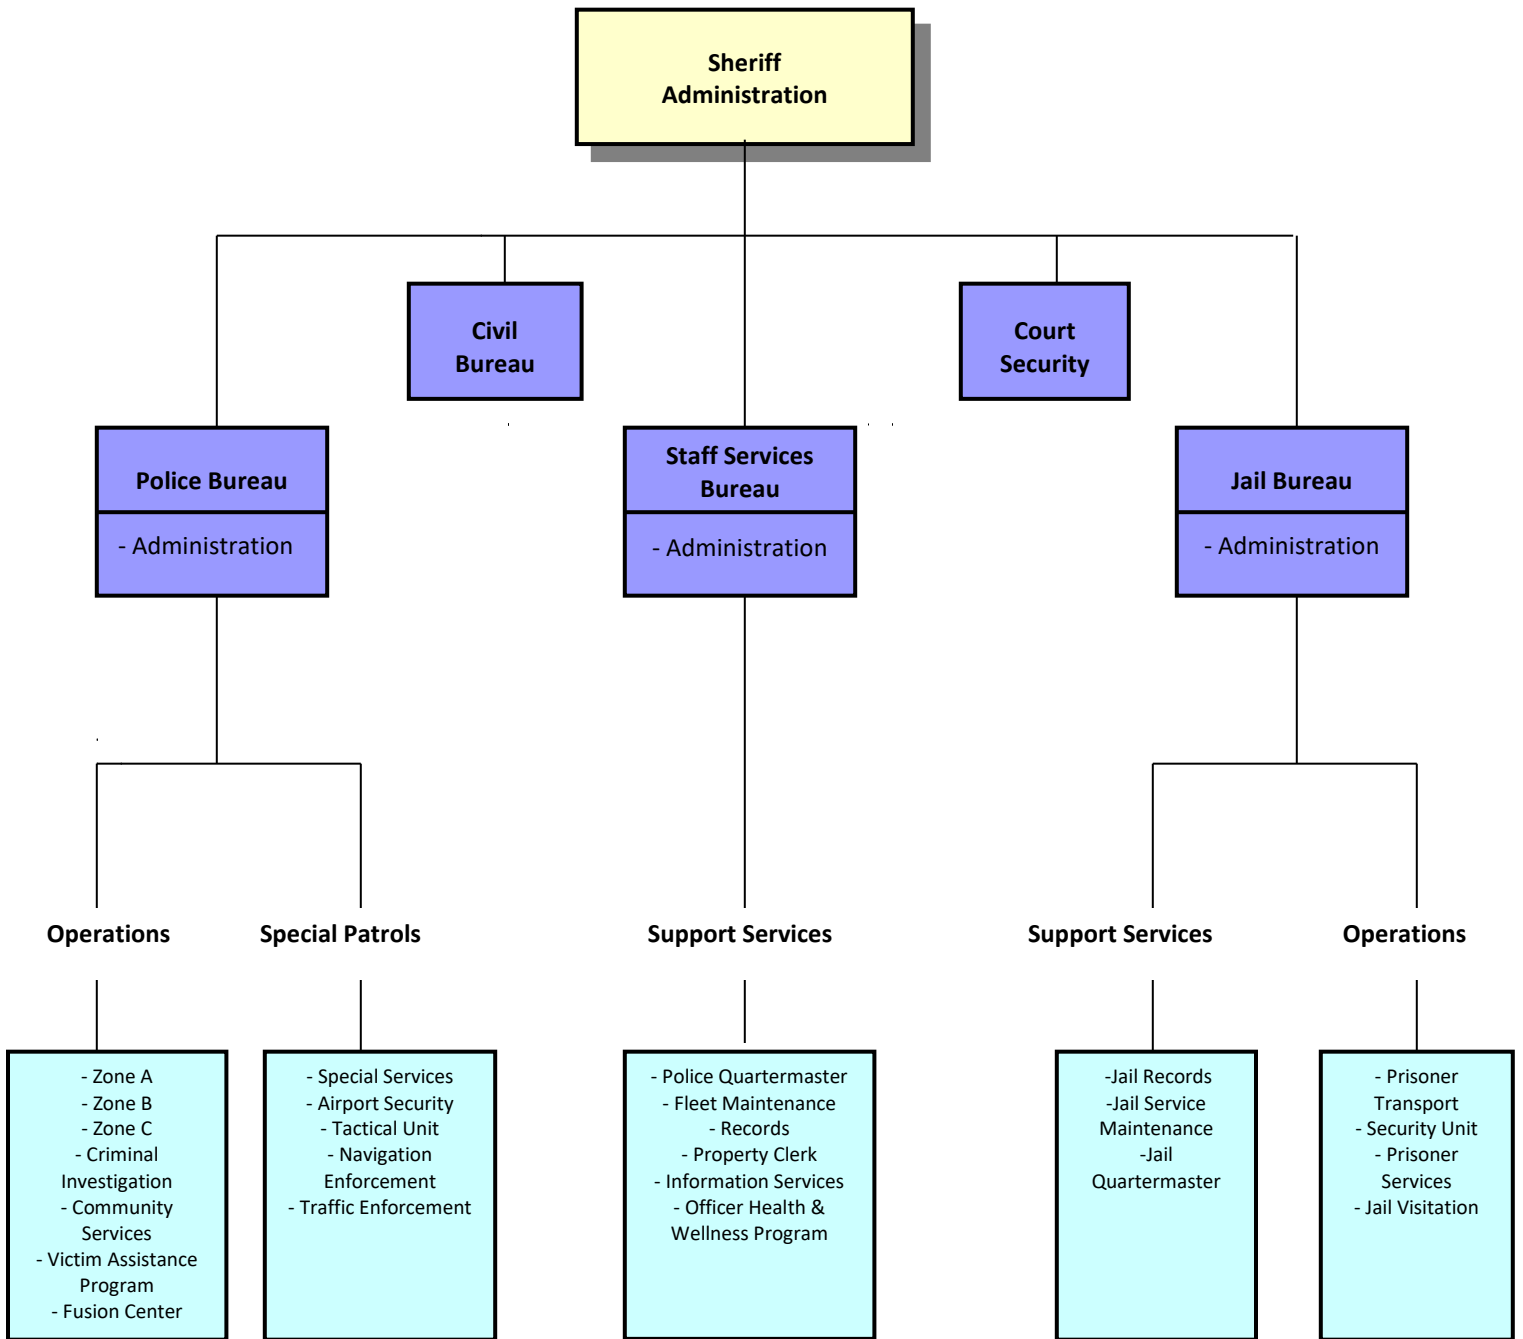 Sheriff
Administration
Civil
Bureau
Court
Security
Police Bureau
- Administration
Staff Services
Bureau
- Administration
Jail Bureau
- Administration
Operations
Special Patrols
Support Services
Support Services
Operations
- Zone A
- Zone B
- Zone C
- Criminal
Investigation
- Community
Services
- Victim Assistance
Program
- Fusion Center
- Special Services
- Airport Security
- Tactical Unit
- Navigation
Enforcement
- Traffic Enforcement
- Police Quartermaster
- Fleet Maintenance
- Records
- Property Clerk
- Information Services
- Officer Health &
Wellness Program
-Jail Records
-Jail Service
Maintenance
-Jail
Quartermaster
- Prisoner
Transport
- Security Unit
- Prisoner
Services
- Jail Visitation